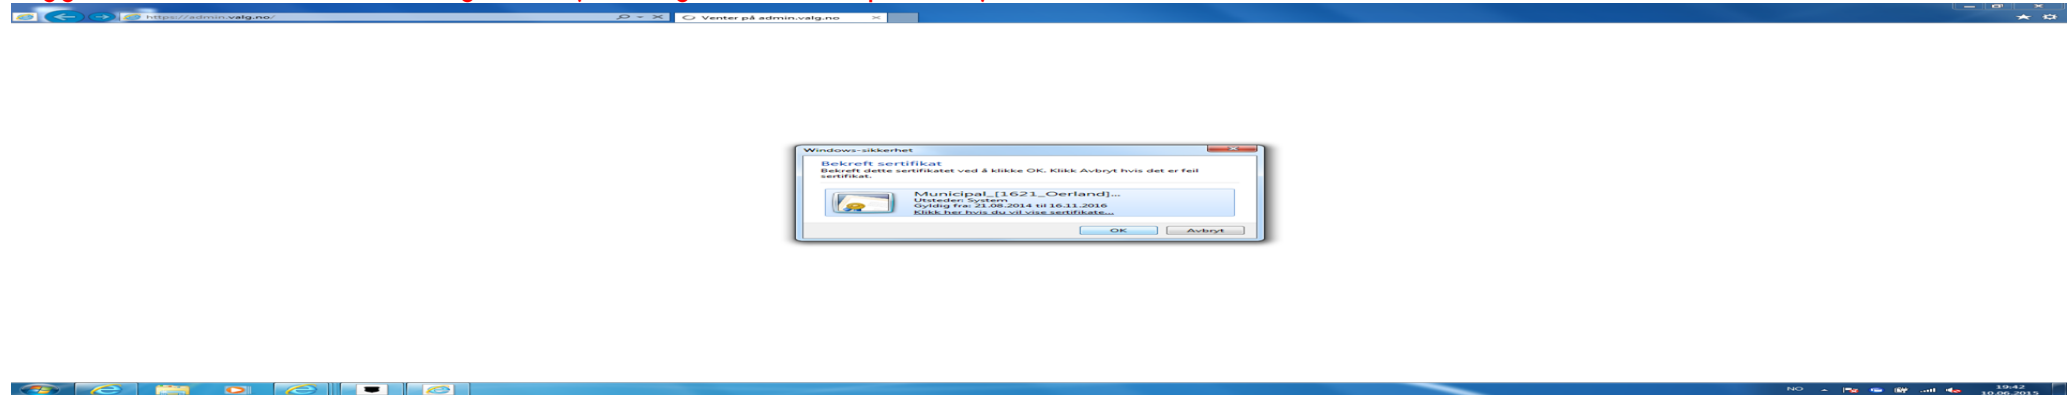 https://admin.valg.no/
Venter på admin.valg.no
Windows-sikkerhet
Bekreft sertifikat
Bekreft dette sertifikatet ved å klikke OK. Klikk Avbryt hvis det er feil
sertifikat.
Municipal_[1621_Oerland]...
Utsteder: System
Gyldig fra: 21.08.2014 til 16.11.2016
Klikk her hvis du vil vise sertifikate...
OK
Avbryt
NO
19:42
10.06.2015